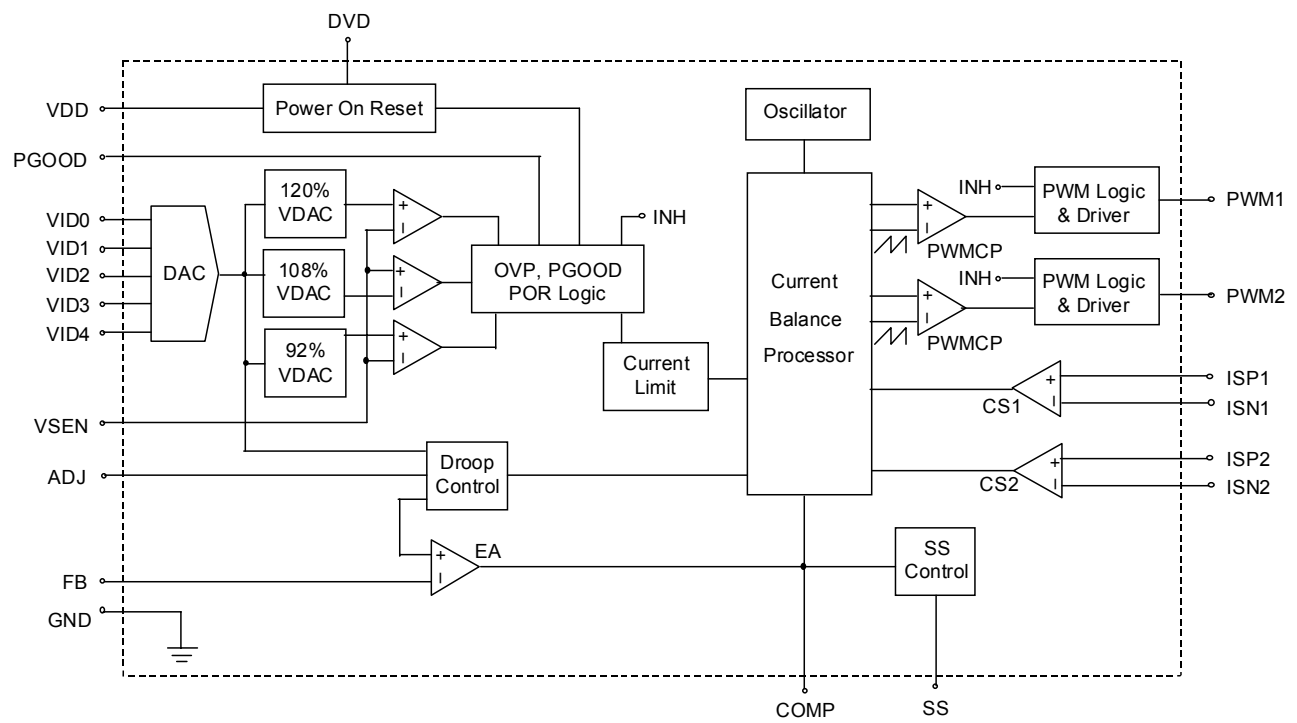 DVD
VDD
Power On Reset
PGOOD
Oscillator
VID0
VID1
VID2
VID3
VID4
DAC
120%
VDAC
108%
VDAC
92%
VDAC
+
−
+
−
+
−
INH
OVP, PGOOD
POR Logic
Current
Limit
Current
Balance
Processor
+
−
PWMCP
INH
PWM Logic
& Driver
PWM1
+
−
PWMCP
INH
PWM Logic
& Driver
PWM2
+
−
CS1
ISP1
ISN1
+
−
CS2
ISP2
ISN2
VSEN
ADJ
Droop
Control
+
−
EA
SS
Control
FB
GND
COMP
SS